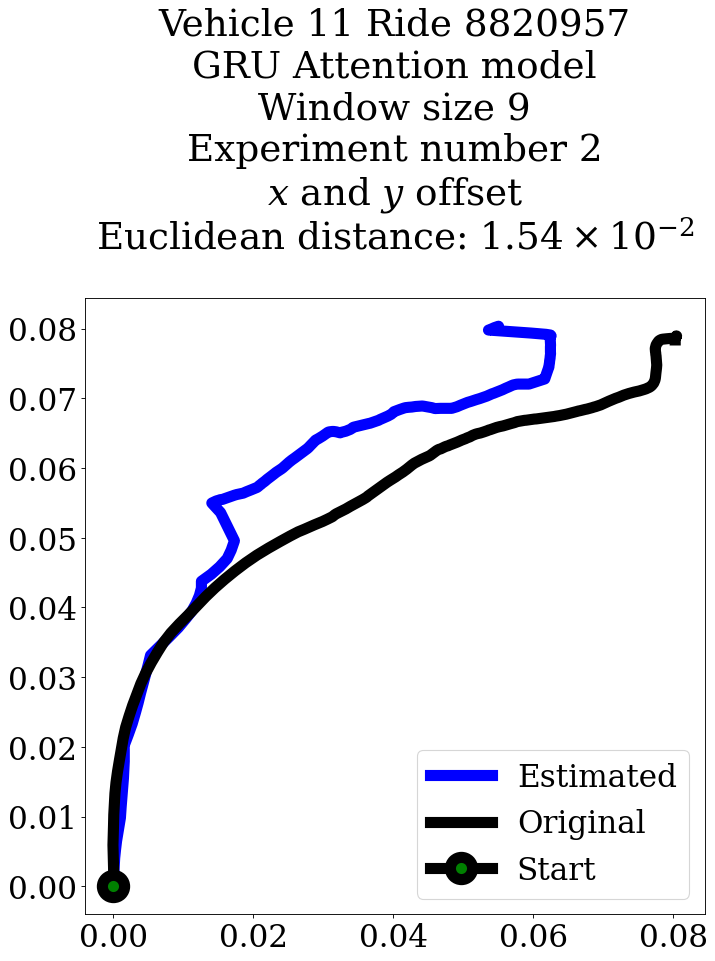 Vehicle 11 Ride 8820957
GRU Attention model
Window size 9
Experiment number 2
x and y offset
Euclidean distance: 1.54 × 10⁻²
0.08
0.07
0.06
0.05
0.04
0.03
0.02
0.01
0.00
Estimated
Original
Start
0.00 0.02 0.04 0.06 0.08